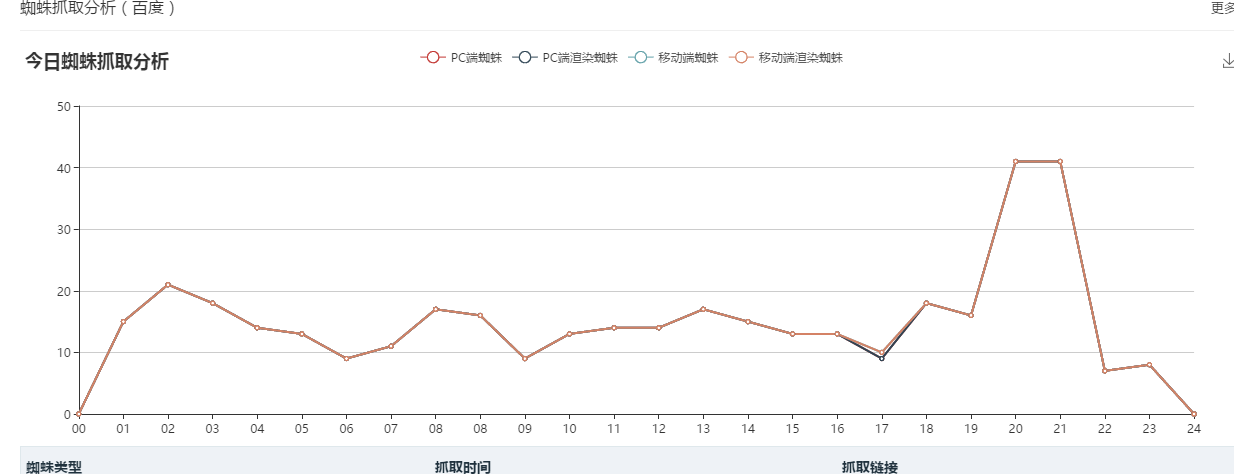 蜘蛛抓取分析（百度）
更多
今日蜘蛛抓取分析
PC端蜘蛛 PC端渲染蜘蛛 移动端蜘蛛 移动端渲染蜘蛛
50
40
30
20
10
0
00 01 02 03 04 05 06 07 08 08 09 10 11 12 13 14 15 16 17 18 19 20 21 22 23 24
蜘蛛类型 抓取时间 抓取链接